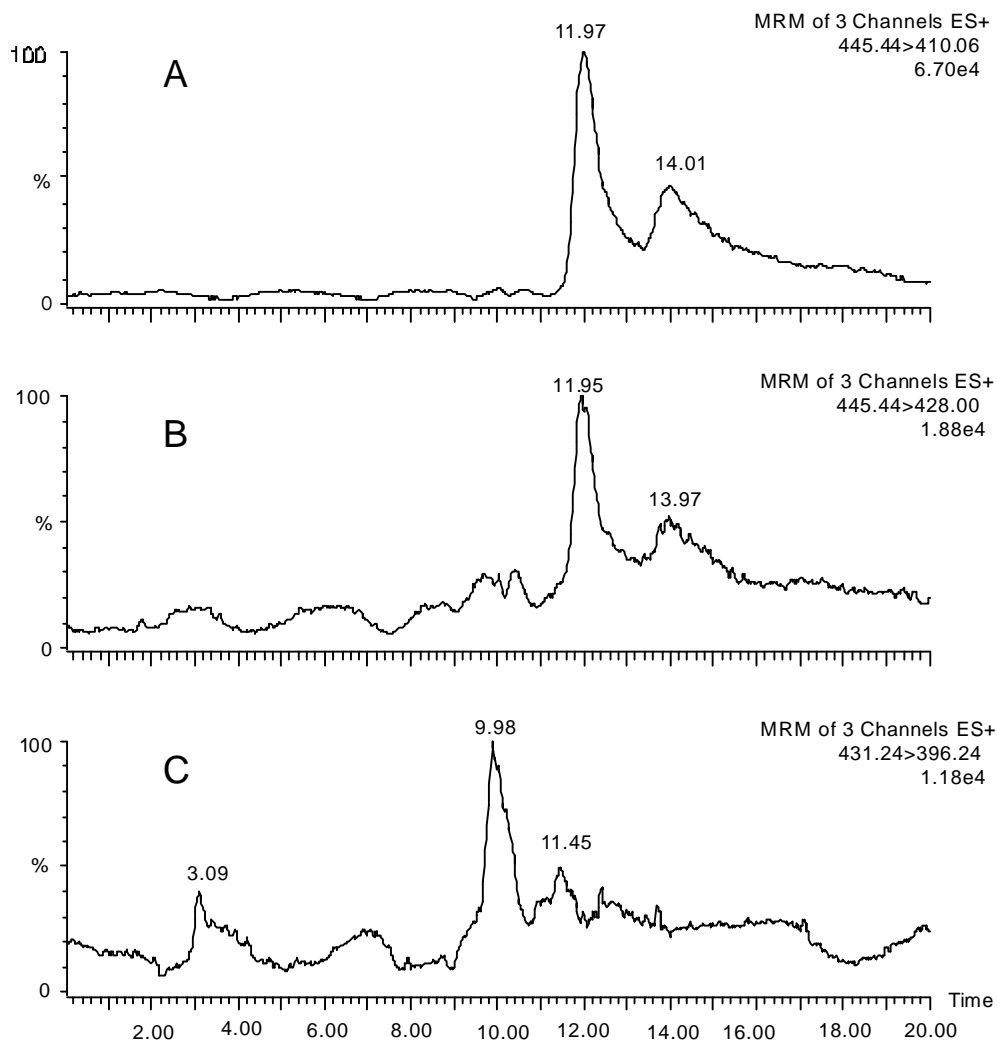 MRM of 3 Channels ES+
445.44>410.06
6.70e4
11.97
100
A
14.01
%
0
MRM of 3 Channels ES+
445.44>428.00
1.88e4
11.95
100
B
13.97
%
0
MRM of 3 Channels ES+
431.24>396.24
1.18e4
9.98
100
C
11.45
3.09
%
0
Time
2.00 4.00 6.00 8.00 10.00 12.00 14.00 16.00 18.00 20.00